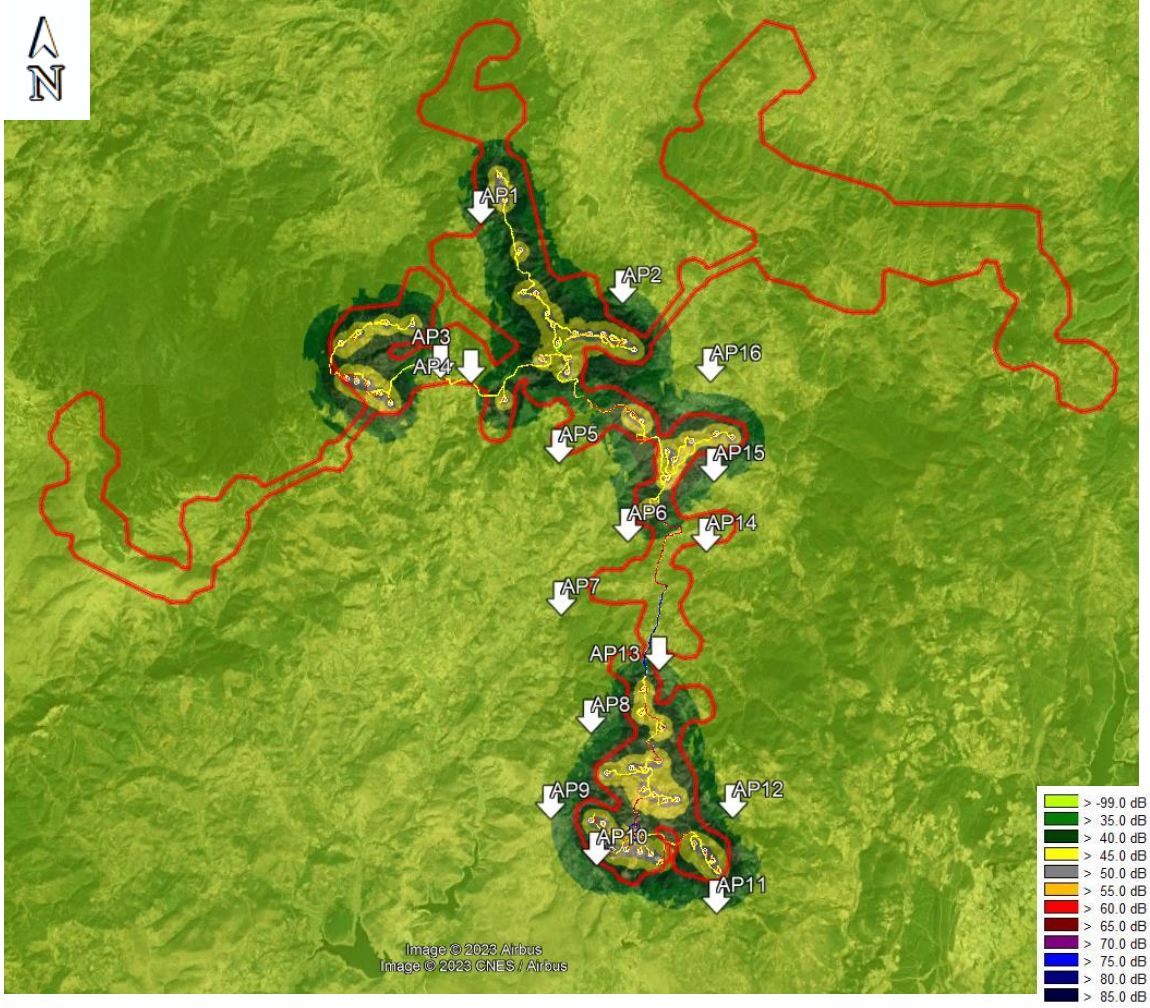 N
AP1
AP2
AP3
AP16
AP4
AP5
AP15
AP6
AP14
AP7
AP13
AP8
AP9
AP12
AP10
AP11
Image © 2023 Airbus
Image © 2023 CNES / Airbus
> -99.0 dB
> 35.0 dB
> 40.0 dB
> 45.0 dB
> 50.0 dB
> 55.0 dB
> 60.0 dB
> 65.0 dB
> 70.0 dB
> 75.0 dB
> 80.0 dB
> 85.0 dB